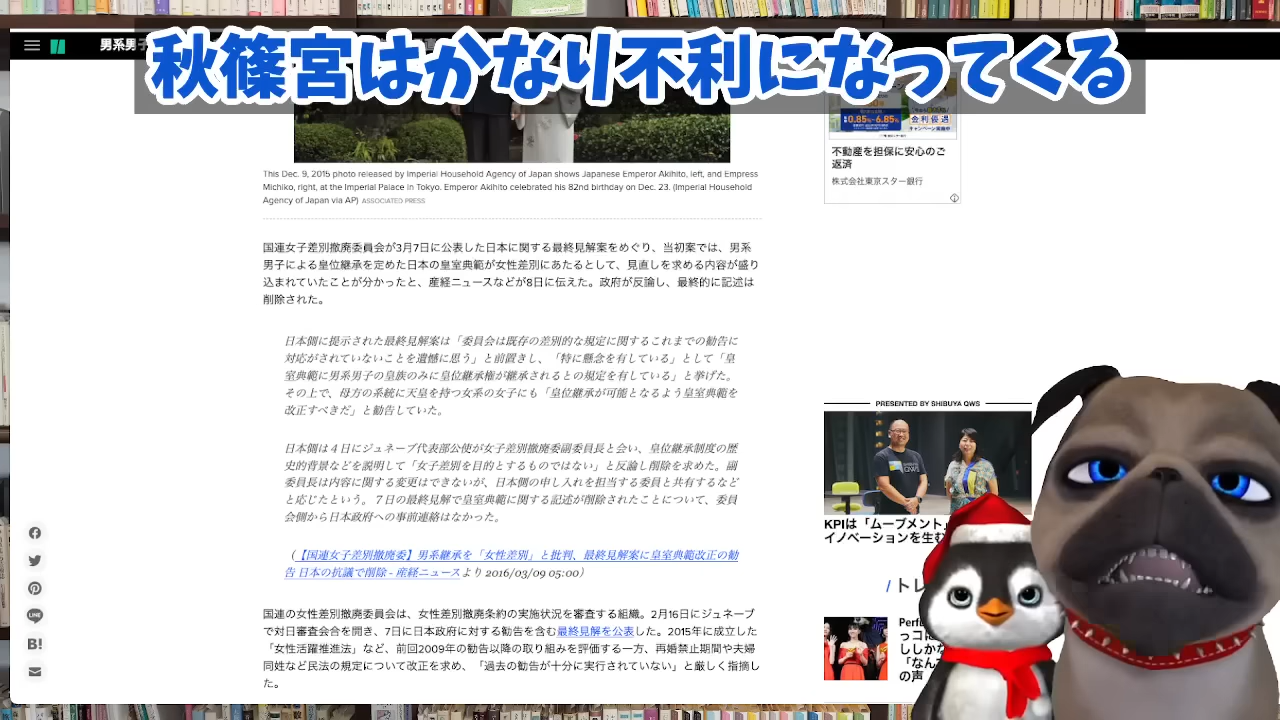 男系男子
秋篠宮はかなり不利になってくる
This Dec. 9, 2015 photo released by Imperial Household Agency of Japan shows Japanese Emperor Akihito, left, and Empress
Michiko, right, at the Imperial Palace in Tokyo. Emperor Akihito celebrated his 82nd birthday on Dec. 23. (Imperial Household
Agency of Japan via AP) ASSOCIATED PRESS
国連女子差別撤廃委員会が3月7日に公表した日本に関する最終見解案をめぐり、当初案では、男系
男子による皇位継承を定めた日本の皇室典範が女性差別にあたるとして、見直しを求める内容が盛り
込まれていたことが分かったと、産経ニュースなどが8日に伝えた。政府が反論し、最終的に記述は
削除された。
日本側に提示された最終見解案は「委員会は既存の差別的な規定に関するこれまでの勧告に
対応がされていないことを遺憾に思う」と前置きし、「特に懸念を有している」として「皇
室典範に男系男子の皇族のみに皇位継承権が継承されるとの規定を有している」と挙げた。
その上で、母方の系統に天皇を持つ女系の女子にも「皇位継承が可能となるよう皇室典範を
改正すべきだ」と勧告していた。
日本側は４日にジュネーブ代表部公使が女子差別撤廃委副委員長と会い、皇位継承制度の歴
史的背景などを説明して「女子差別を目的とするものではない」と反論し削除を求めた。副
委員長は内容に関する変更はできないが、日本側の申し入れを担当する委員と共有するなど
と応じたという。７日の最終見解で皇室典範に関する記述が削除されたことについて、委員
会側から日本政府への事前連絡はなかった。
（【国連女子差別撤廃委】男系継承を「女性差別」と批判、最終見解案に皇室典範改正の勧
告 日本の抗議で削除 - 産経ニュースより 2016/03/09 05:00）
国連の女性差別撤廃委員会は、女性差別撤廃条約の実施状況を審査する組織。2月16日にジュネーブ
で対日審査会合を開き、7日に日本政府に対する勧告を含む最終見解を公表した。2015年に成立した
「女性活躍推進法」など、前回2009年の勧告以降の取り組みを評価する一方、再婚禁止期間や夫婦
同姓など民法の規定について改正を求め、「過去の勧告が十分に実行されていない」と厳しく指摘し
た。
LINE
B!
0.85%~6.85%
金利優遇
キャンペーン実施中
不動産を担保に安心のご
返済
株式会社東京スター銀行
PRESENTED BY SHIBUYA QWS
KPIは「ムーブメント」
イノベーションを生む
/ トレ
Perfu
っコに
ししかな
「なん
の声